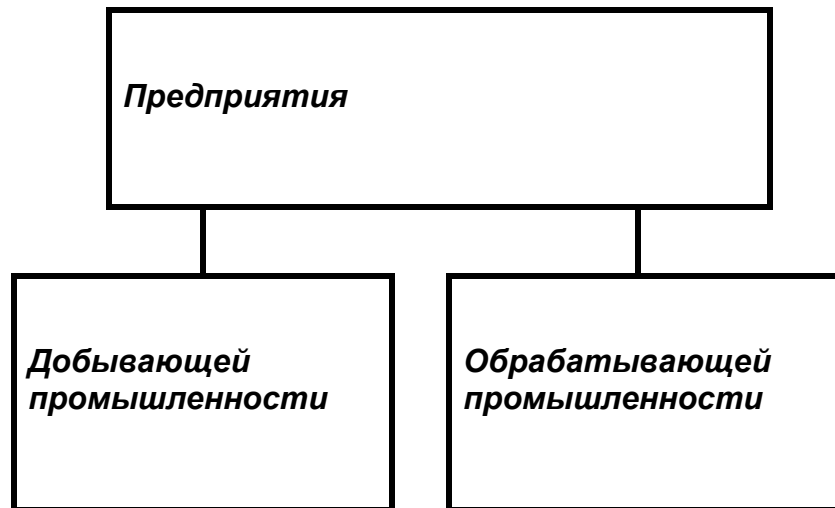 Предприятия
Добывающей
промышленности
Обрабатывающей
промышленности